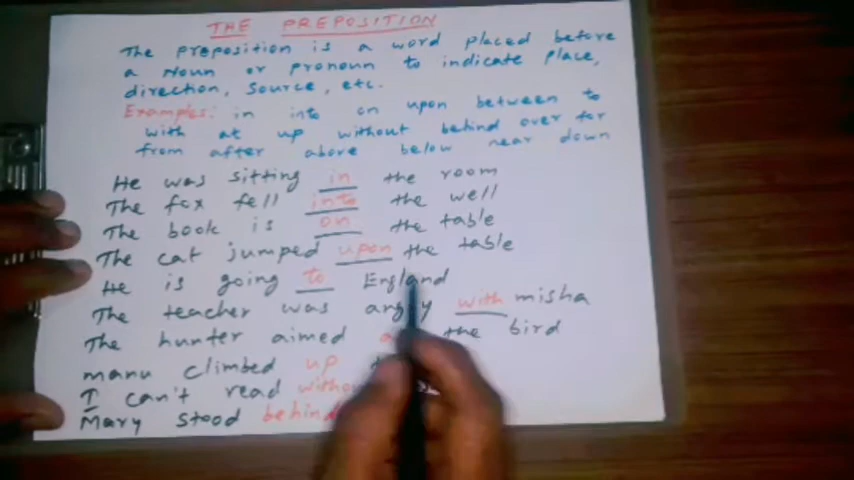 THE PREPOSITION
The preposition is a word placed before
a Noun or pronoun to indicate place,
direction, source, etc.
Examples: in into on upon between to
with at up without behind over for
from after above below near down
He was sitting in the room
The fox fell into the well
The book is on the table
The cat jumped upon the table
He is going to England
The teacher was angry with misha
The hunter aimed the bird
manu climbed up
I can't read
Mary stood behind